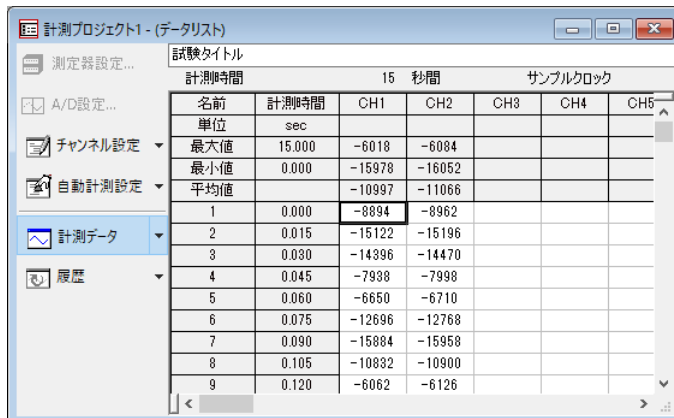 計測プロジェクト1 - (データリスト)
測定器設定...
A/D設定...
チャンネル設定
自動計測設定
計測データ
履歴
試験タイトル
計測時間 15 秒間 サンプルクロック
名前 計測時間 CH1 CH2 CH3 CH4 CH5
単位 sec
最大値 15.000 -6018 -6084
最小値 0.000 -15978 -16052
平均値 -10997 -11066
1 0.000 -8894 -8962
2 0.015 -15122 -15196
3 0.030 -14396 -14470
4 0.045 -7938 -7998
5 0.060 -6650 -6710
6 0.075 -12696 -12768
7 0.090 -15884 -15958
8 0.105 -10832 -10900
9 0.120 -6062 -6126